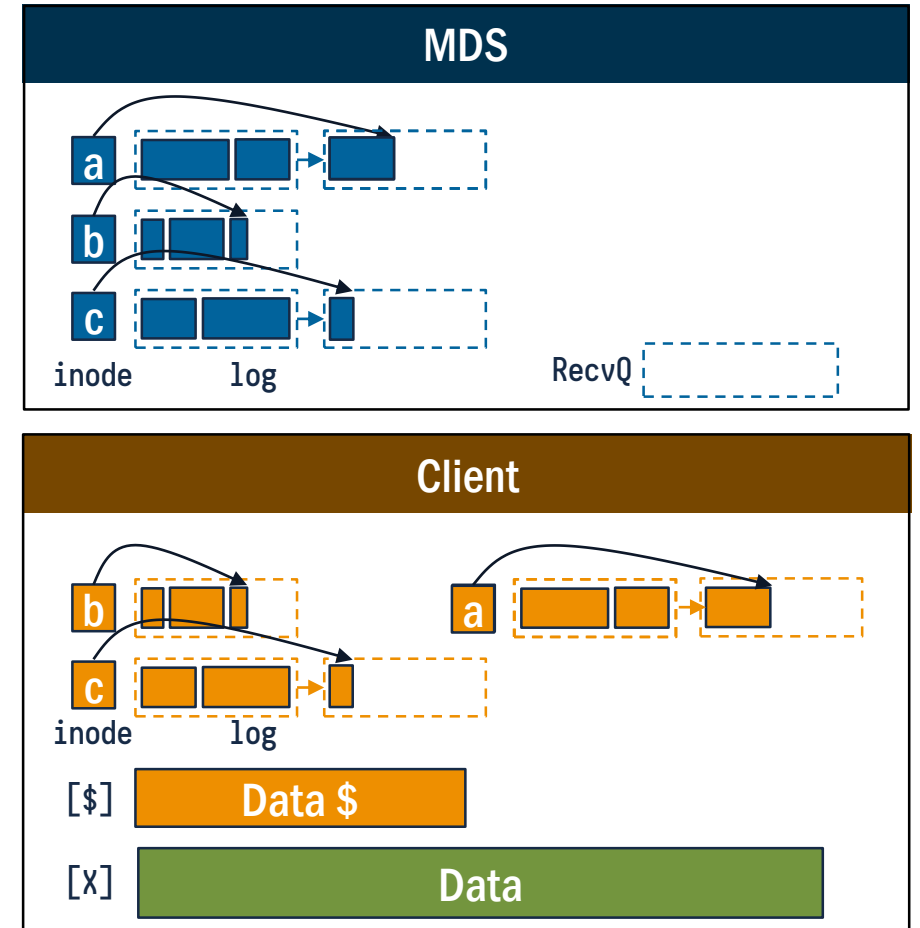 MDS
a
b
c
inode log
RecvQ
Client
b
a
c
inode log
[$] Data $
[X] Data